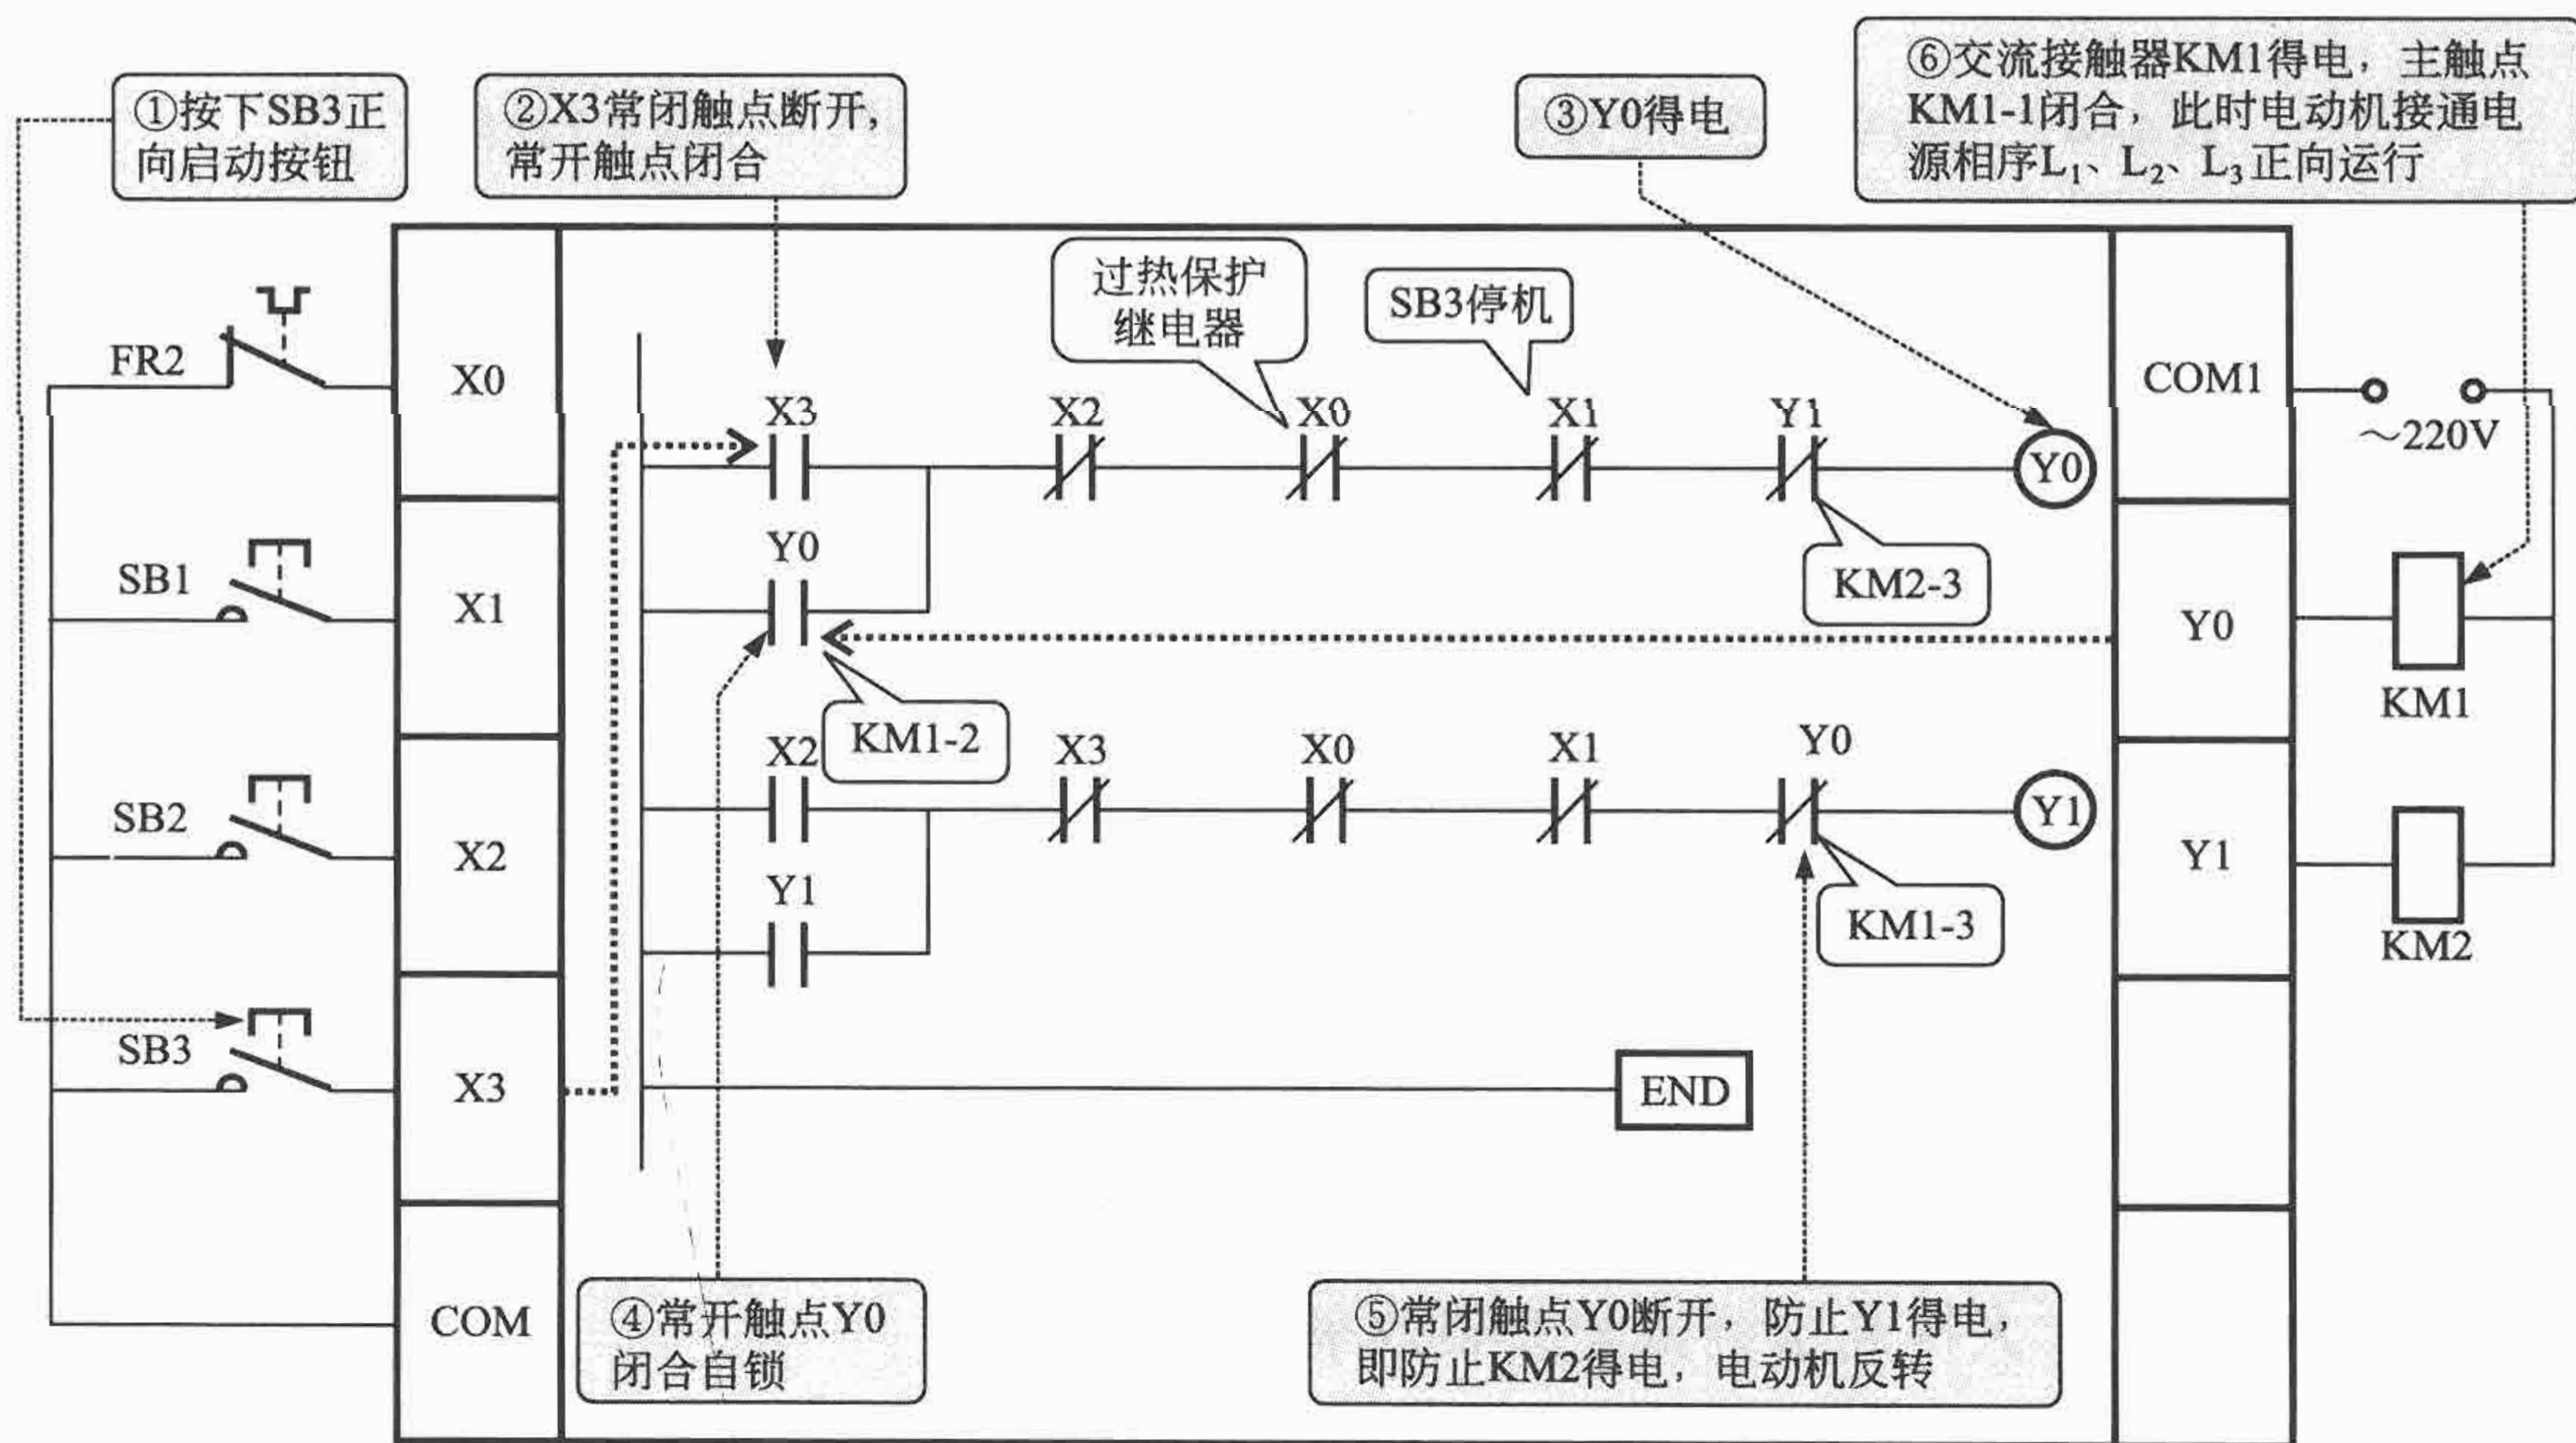 ①按下SB3正
向启动按钮
②X3常闭触点断开,
常开触点闭合
③Y0得电
⑥交流接触器KM1得电，主触点
KM1-1闭合，此时电动机接通电
源相序L₁、L₂、L₃正向运行
过热保护
继电器
SB3停机
FR2
X0
X3
X2
X0
X1
Y1
Y0
COM1
～220V
Y0
KM2-3
SB1
X1
Y0
KM1
KM1-2
X2
X3
X0
X1
Y0
Y1
SB2
X2
Y1
Y1
KM1-3
KM2
SB3
X3
END
COM
④常开触点Y0
闭合自锁
⑤常闭触点Y0断开，防止Y1得电，
即防止KM2得电，电动机反转